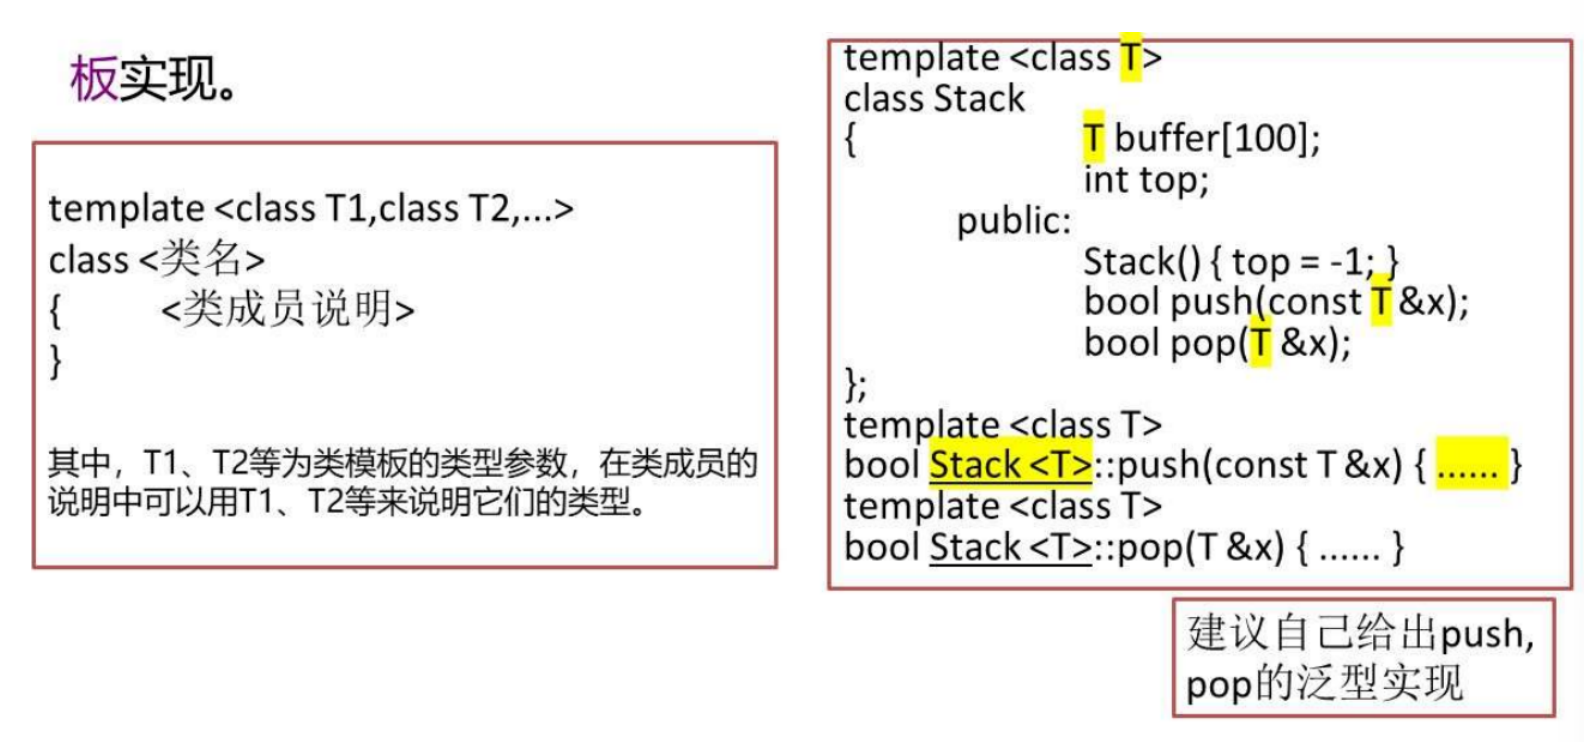 板实现。
template <class T1,class T2,...>
class <类名>
{ <类成员说明>
}
其中，T1、T2等为类模板的类型参数，在类成员的
说明中可以用T1、T2等来说明它们的类型。
template <class T>
class Stack
{ T buffer[100];
int top;
public:
Stack() { top = -1; }
bool push(const T &x);
bool pop(T &x);
};
template <class T>
bool Stack <T>::push(const T &x) { ...... }
template <class T>
bool Stack <T>::pop(T &x) { ...... }
建议自己给出push,
pop的泛型实现